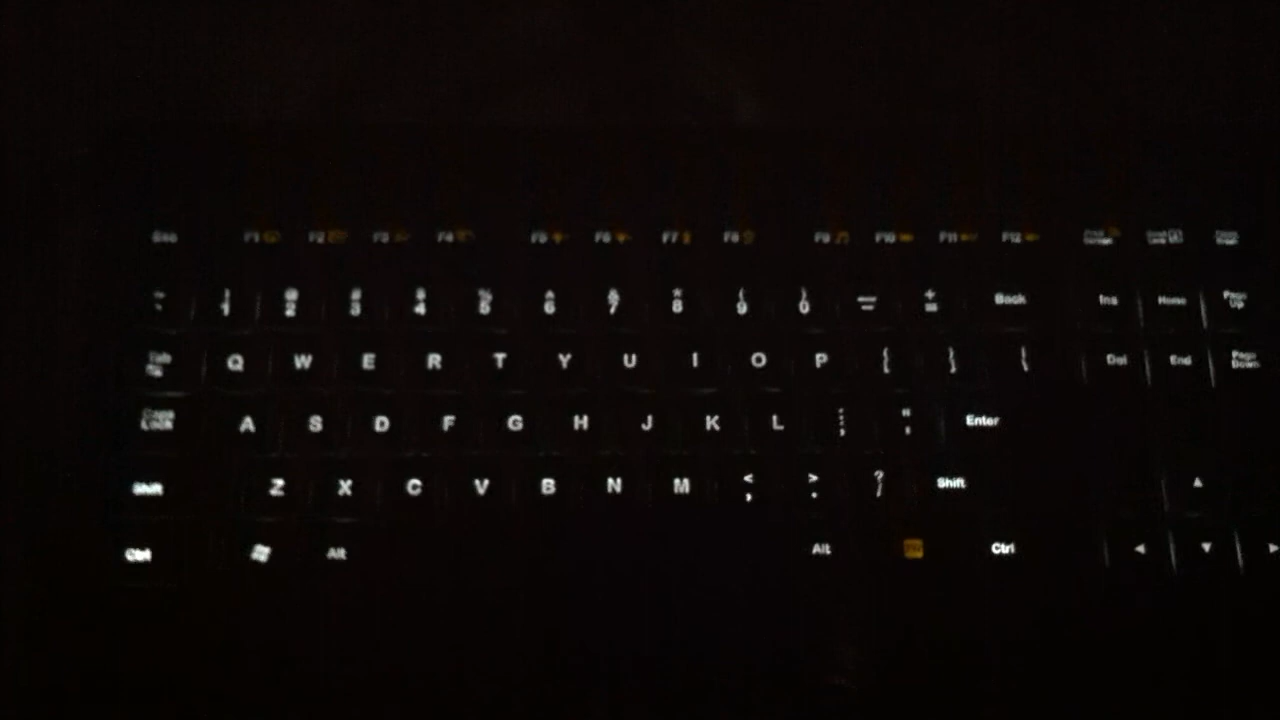 Esc F1 F2 F3 F4 F5 F6 F7 F8 F9 F10 F11 F12
~ ! @ # $ % ^ & * ( ) — +
` 1 2 3 4 5 6 7 8 9 0 = Back Ins Home Page Up
Tab Q W E R T Y U I O P { } Del End Page Down
Caps Lock A S D F G H J K L ; " ' Enter
Shift Z X C V B N M < , > . ? / Shift ▲
Ctrl Alt Alt Ctrl ◄ ▼ ►